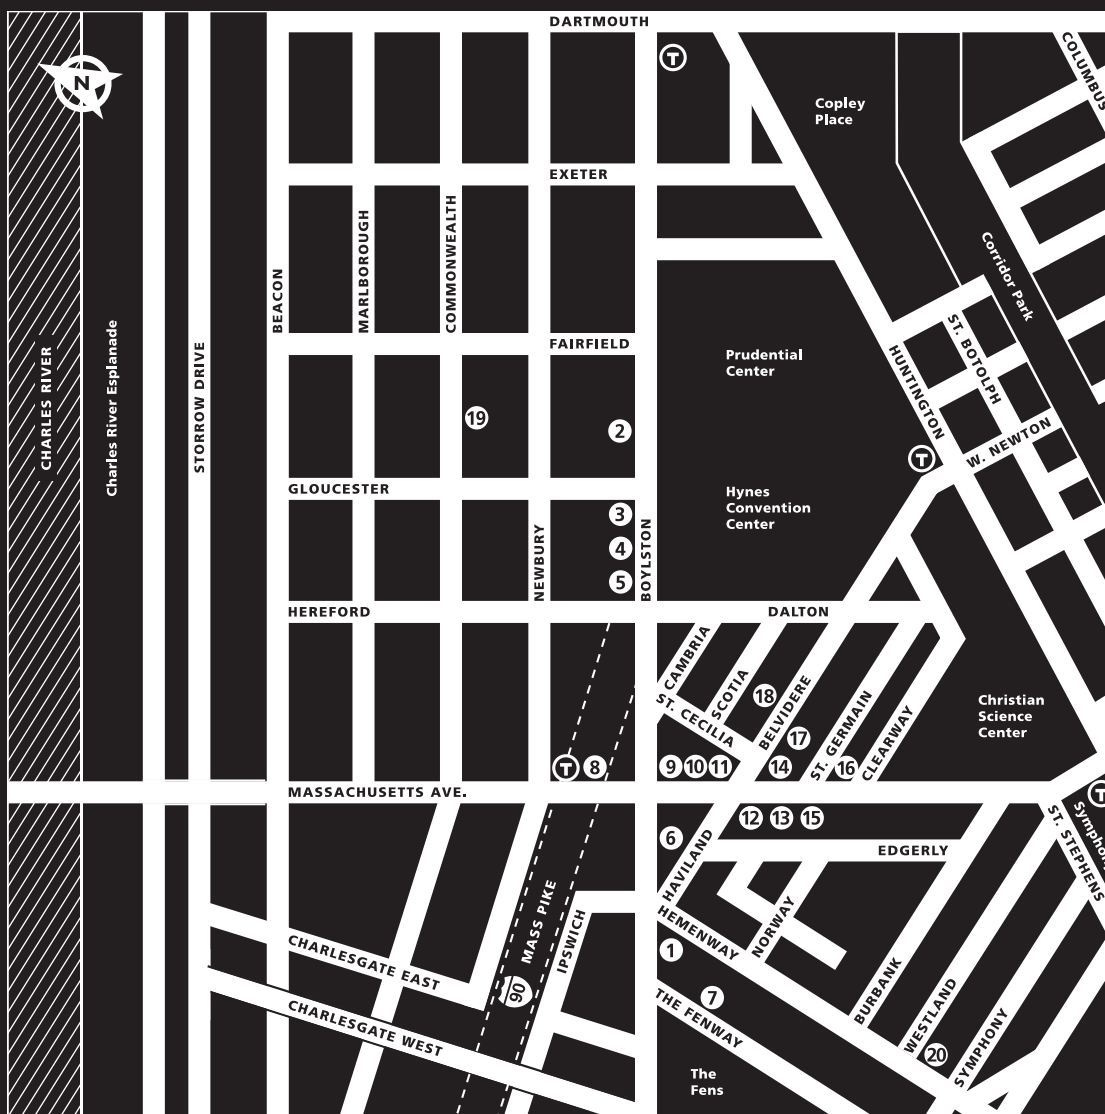 DARTMOUTH
COLUMBUS
N
T
Copley
Place
EXETER
BEACON
MARLBOROUGH
COMMONWEALTH
Corridor Park
CHARLES RIVER
Charles River Esplanade
STORROW DRIVE
FAIRFIELD
Prudential
Center
HUNTINGTON
ST. BOTOLPH
W. NEWTON
T
19
2
GLOUCESTER
Hynes
Convention
Center
3
4
5
NEWBURY
BOYLSTON
HEREFORD
DALTON
CAMBRIA
SCOTIA
ST. CECILIA
18
BELVIDERE
17
ST. GERMAIN
CLEARWAY
Christian
Science
Center
T
8
9
10
11
14
16
MASSACHUSETTS AVE.
T
Symphony
ST. STEPHENS
12
13
15
6
HAVILAND
EDGERLY
HEMENWAY
NORWAY
MASS PIKE
IPSWICH
90
1
7
CHARLESGATE EAST
CHARLESGATE WEST
THE FENWAY
BURBANK
WESTLAND
20
SYMPHONY
The
Fens